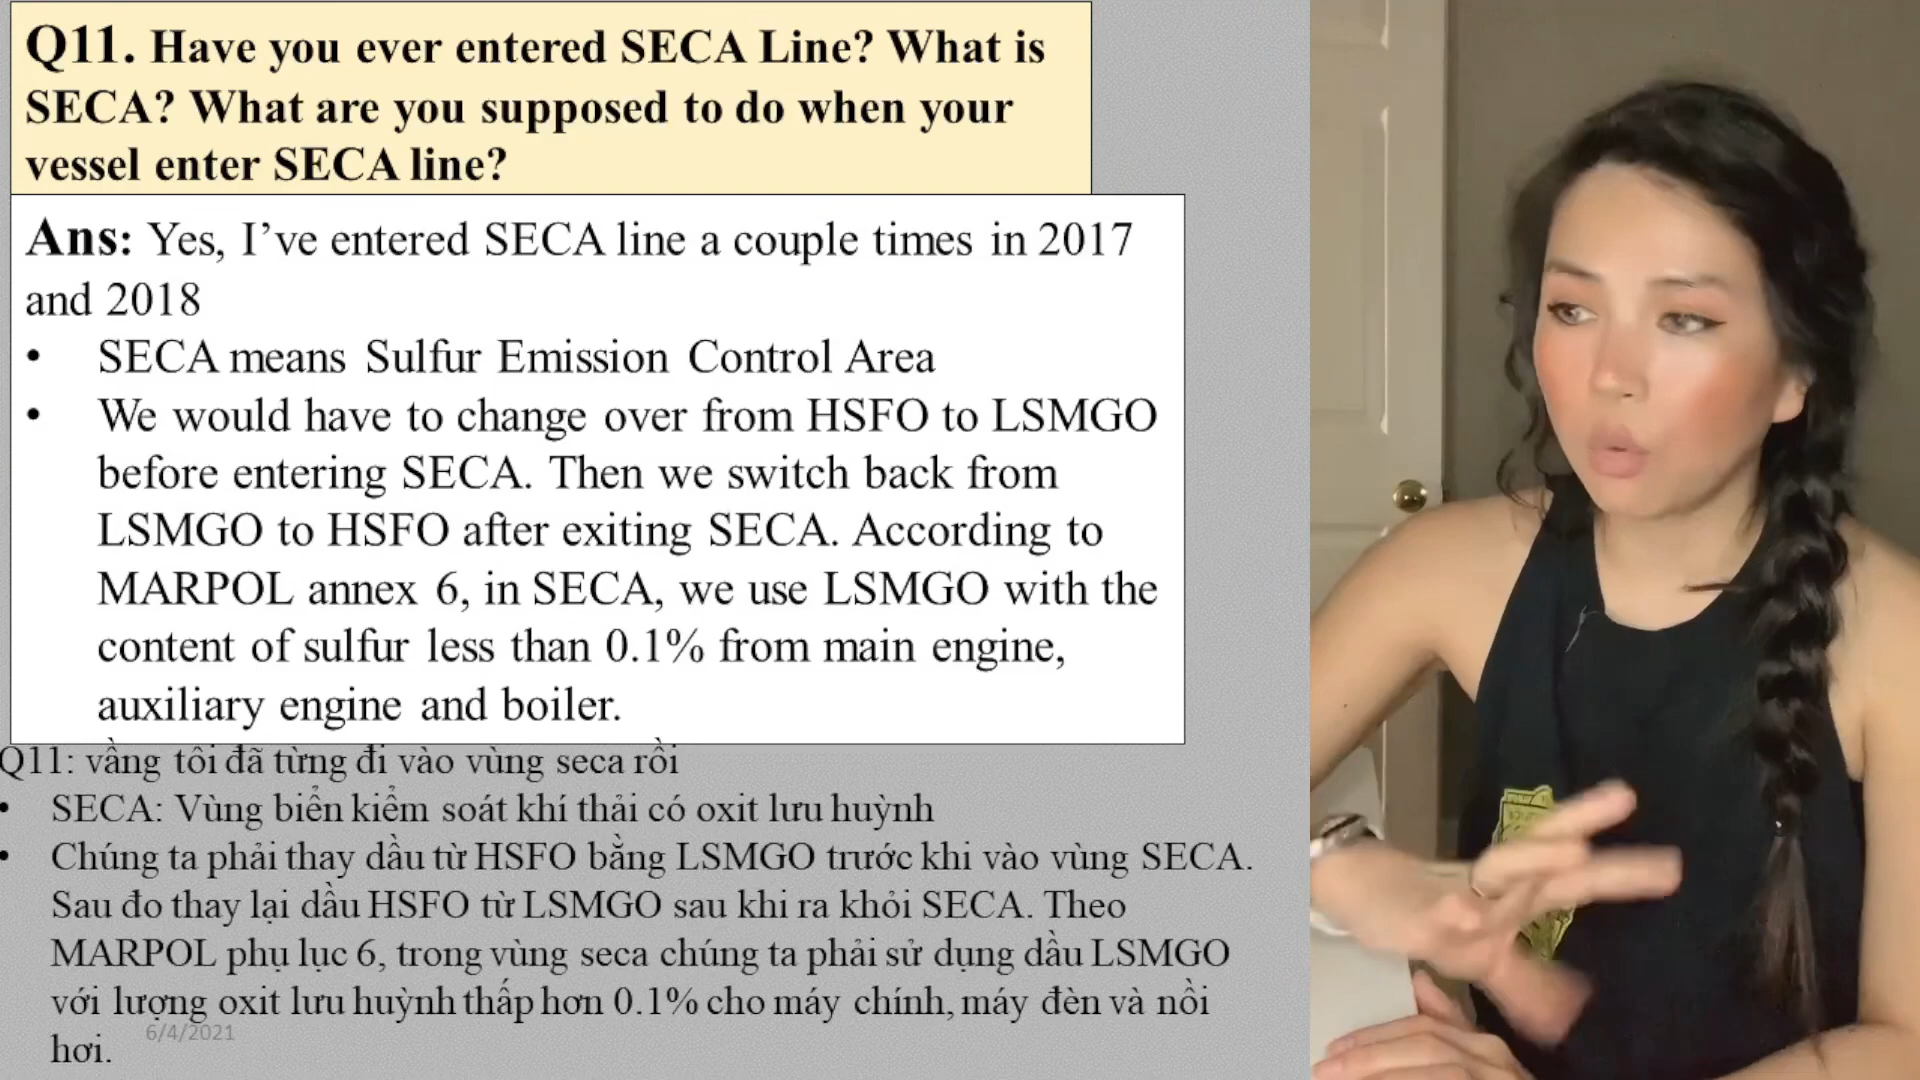 Q11. Have you ever entered SECA Line? What is
SECA? What are you supposed to do when your
vessel enter SECA line?
Ans: Yes, I’ve entered SECA line a couple times in 2017
and 2018
• SECA means Sulfur Emission Control Area
• We would have to change over from HSFO to LSMGO
before entering SECA. Then we switch back from
LSMGO to HSFO after exiting SECA. According to
MARPOL annex 6, in SECA, we use LSMGO with the
content of sulfur less than 0.1% from main engine,
auxiliary engine and boiler.
Q11: vầng tôi đã từng đi vào vùng seca rồi
• SECA: Vùng biển kiểm soát khí thải có oxit lưu huỳnh
• Chúng ta phải thay dầu từ HSFO bằng LSMGO trước khi vào vùng SECA.
Sau đo thay lại dầu HSFO từ LSMGO sau khi ra khỏi SECA. Theo
MARPOL phụ lục 6, trong vùng seca chúng ta phải sử dụng dầu LSMGO
với lượng oxit lưu huỳnh thấp hơn 0.1% cho máy chính, máy đèn và nồi
hơi.
6/4/2021